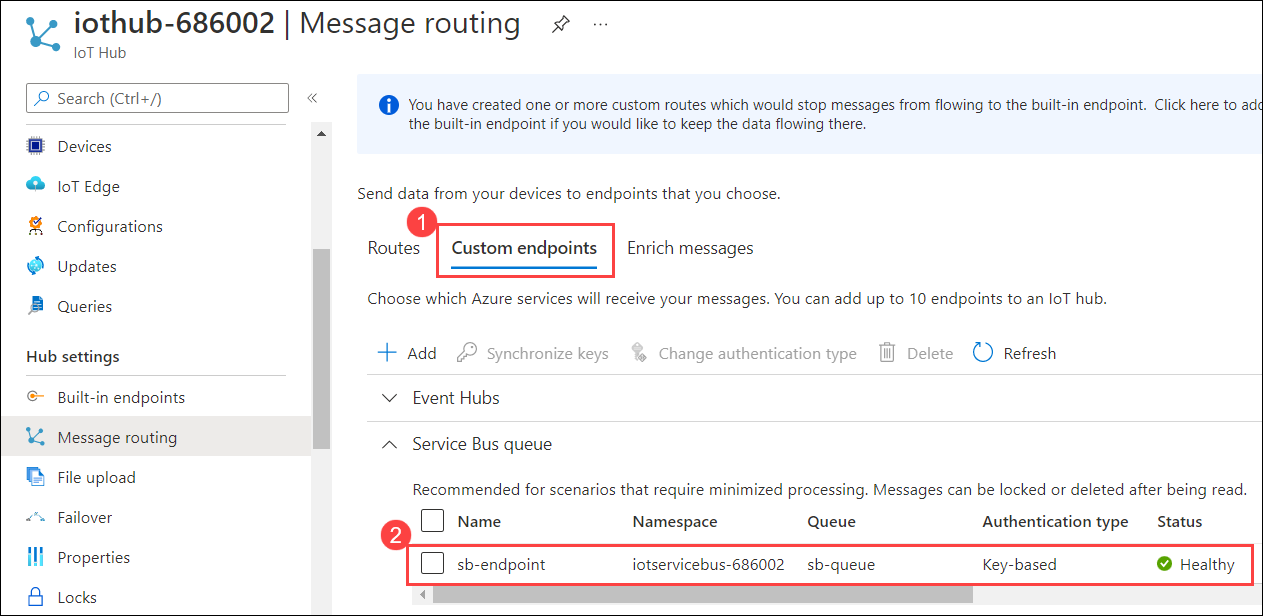 iothub-686002 | Message routing ...
IoT Hub
Search (Ctrl+/)
«
Devices
IoT Edge
Configurations
Updates
Queries
Hub settings
Built-in endpoints
Message routing
File upload
Failover
Properties
Locks
You have created one or more custom routes which would stop messages from flowing to the built-in endpoint. Click here to add
the built-in endpoint if you would like to keep the data flowing there.
Send data from your devices to endpoints that you choose.
1
Routes Custom endpoints Enrich messages
Choose which Azure services will receive your messages. You can add up to 10 endpoints to an IoT hub.
Add Synchronize keys Change authentication type Delete Refresh
Event Hubs
Service Bus queue
Recommended for scenarios that require minimized processing. Messages can be locked or deleted after being read.
Name Namespace Queue Authentication type Status
2
sb-endpoint iotservicebus-686002 sb-queue Key-based Healthy